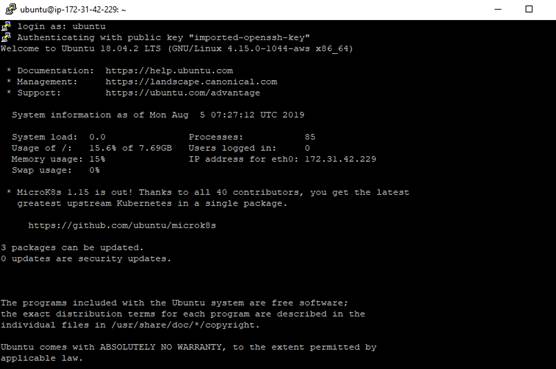 ubuntu@ip-172-31-42-229: ~
login as: ubuntu
Authenticating with public key "imported-openssh-key"
Welcome to Ubuntu 18.04.2 LTS (GNU/Linux 4.15.0-1044-aws x86_64)
* Documentation:  https://help.ubuntu.com
* Management:     https://landscape.canonical.com
* Support:        https://ubuntu.com/advantage
System information as of Mon Aug  5 07:27:12 UTC 2019
System load:  0.0               Processes:           85
Usage of /:   15.6% of 7.69GB   Users logged in:     0
Memory usage: 15%               IP address for eth0: 172.31.42.229
Swap usage:   0%
* MicroK8s 1.15 is out! Thanks to all 40 contributors, you get the latest
greatest upstream Kubernetes in a single package.
https://github.com/ubuntu/microk8s
3 packages can be updated.
0 updates are security updates.
The programs included with the Ubuntu system are free software;
the exact distribution terms for each program are described in the
individual files in /usr/share/doc/*/copyright.
Ubuntu comes with ABSOLUTELY NO WARRANTY, to the extent permitted by
applicable law.